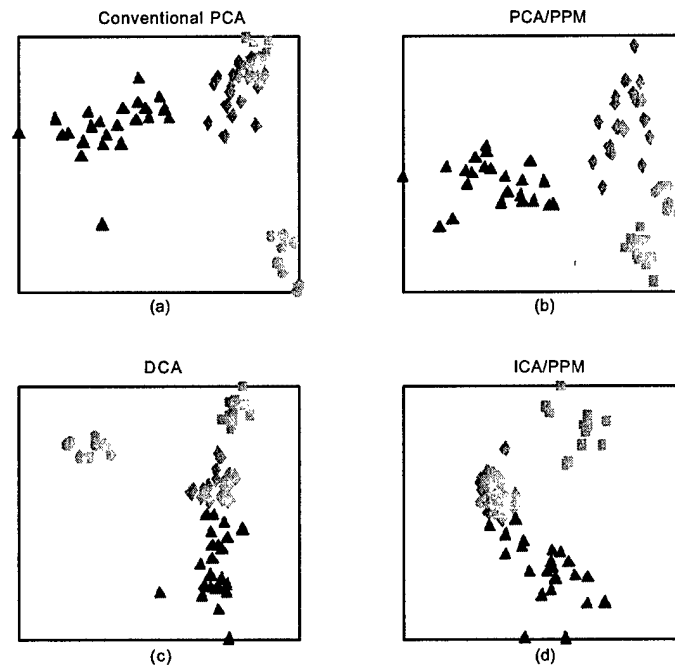 Conventional PCA
PCA/PPM
(a)
(b)
DCA
ICA/PPM
(c)
(d)